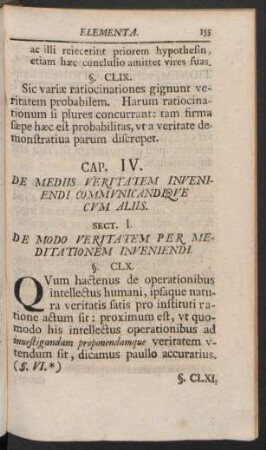 ELEMENTA. 155
ac illi reiecerint priorem hypothesin,
etiam hæc conclusio amittet vires suas.
§. CLIX.
Sic variæ ratiocinationes gignunt ve-
ritatem probabilem. Harum ratiocina-
tionum si plures concurrant: tam firma
sæpe hæc est probabilitas, vt a veritate de-
monstratiua parum discrepet.
CAP. IV.
DE MEDIIS VERITATEM INVENI-
ENDI COMMVNICANDIQVE
CVM ALIIS.
SECT. I.
DE MODO VERITATEM PER ME-
DITATIONEM INVENIENDI.
§. CLX.
QVum hactenus de operationibus
intellectus humani, ipsaque natu-
ra veritatis satis pro instituti ra-
tione actum sit: proximum est, vt quo-
modo his intellectus operationibus ad
inuestigandam proponendamque veritatem v-
tendum sit, dicamus paullo accuratius.
(§. VI. *)
§. CLXI.